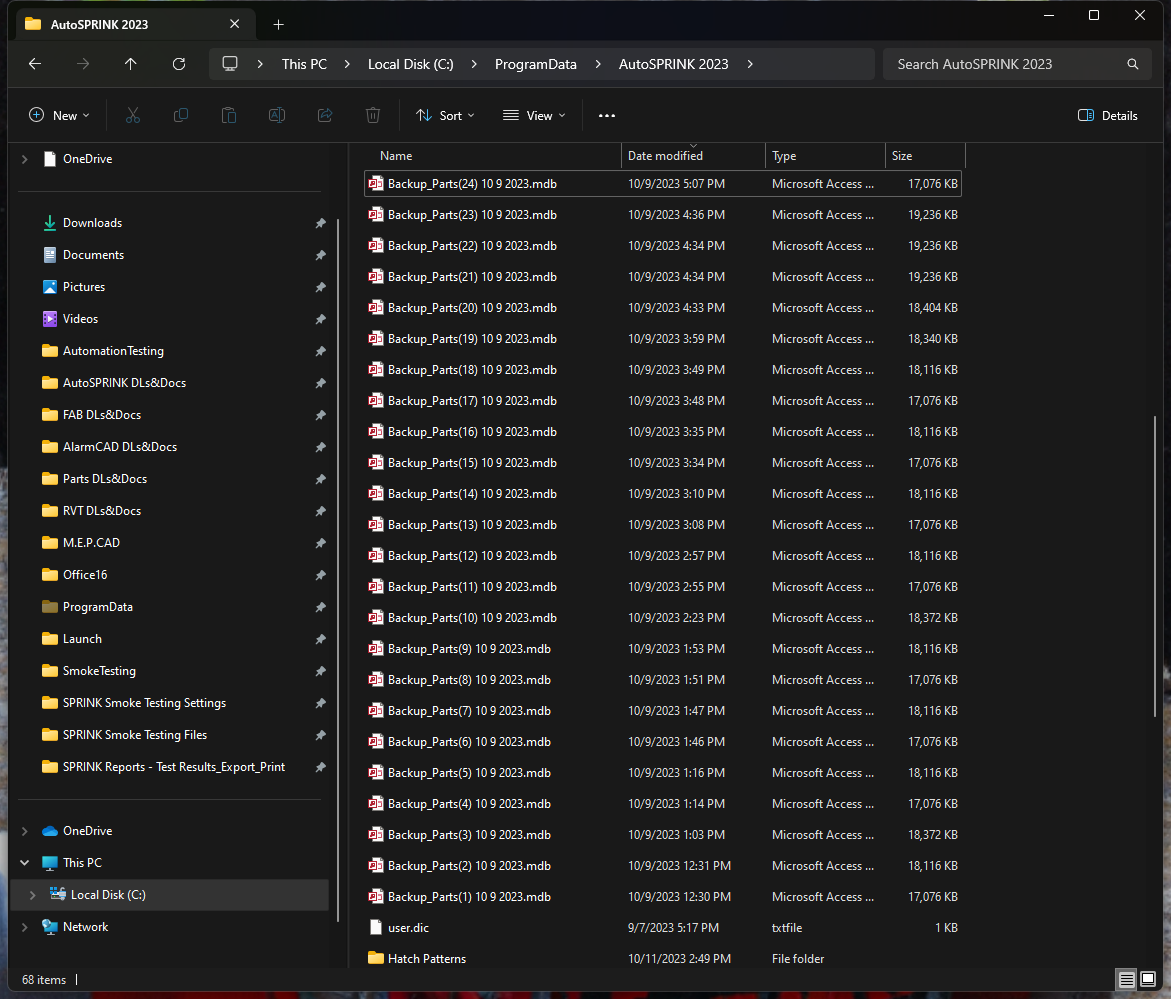 AutoSPRINK 2023
This PC Local Disk (C:) ProgramData AutoSPRINK 2023 Search AutoSPRINK 2023
New Sort View Details
OneDrive
Downloads
Documents
Pictures
Videos
AutomationTesting
AutoSPRINK DLs&Docs
FAB DLs&Docs
AlarmCAD DLs&Docs
Parts DLs&Docs
RVT DLs&Docs
M.E.P.CAD
Office16
ProgramData
Launch
SmokeTesting
SPRINK Smoke Testing Settings
SPRINK Smoke Testing Files
SPRINK Reports - Test Results_Export_Print
OneDrive
This PC
Local Disk (C:)
Network
Name Date modified Type Size
Backup_Parts(24) 10 9 2023.mdb 10/9/2023 5:07 PM Microsoft Access ... 17,076 KB
Backup_Parts(23) 10 9 2023.mdb 10/9/2023 4:36 PM Microsoft Access ... 19,236 KB
Backup_Parts(22) 10 9 2023.mdb 10/9/2023 4:34 PM Microsoft Access ... 19,236 KB
Backup_Parts(21) 10 9 2023.mdb 10/9/2023 4:34 PM Microsoft Access ... 19,236 KB
Backup_Parts(20) 10 9 2023.mdb 10/9/2023 4:33 PM Microsoft Access ... 18,404 KB
Backup_Parts(19) 10 9 2023.mdb 10/9/2023 3:59 PM Microsoft Access ... 18,340 KB
Backup_Parts(18) 10 9 2023.mdb 10/9/2023 3:49 PM Microsoft Access ... 18,116 KB
Backup_Parts(17) 10 9 2023.mdb 10/9/2023 3:48 PM Microsoft Access ... 17,076 KB
Backup_Parts(16) 10 9 2023.mdb 10/9/2023 3:35 PM Microsoft Access ... 18,116 KB
Backup_Parts(15) 10 9 2023.mdb 10/9/2023 3:34 PM Microsoft Access ... 17,076 KB
Backup_Parts(14) 10 9 2023.mdb 10/9/2023 3:10 PM Microsoft Access ... 18,116 KB
Backup_Parts(13) 10 9 2023.mdb 10/9/2023 3:08 PM Microsoft Access ... 17,076 KB
Backup_Parts(12) 10 9 2023.mdb 10/9/2023 2:57 PM Microsoft Access ... 18,116 KB
Backup_Parts(11) 10 9 2023.mdb 10/9/2023 2:55 PM Microsoft Access ... 17,076 KB
Backup_Parts(10) 10 9 2023.mdb 10/9/2023 2:23 PM Microsoft Access ... 18,372 KB
Backup_Parts(9) 10 9 2023.mdb 10/9/2023 1:53 PM Microsoft Access ... 18,116 KB
Backup_Parts(8) 10 9 2023.mdb 10/9/2023 1:51 PM Microsoft Access ... 17,076 KB
Backup_Parts(7) 10 9 2023.mdb 10/9/2023 1:47 PM Microsoft Access ... 18,116 KB
Backup_Parts(6) 10 9 2023.mdb 10/9/2023 1:46 PM Microsoft Access ... 17,076 KB
Backup_Parts(5) 10 9 2023.mdb 10/9/2023 1:16 PM Microsoft Access ... 18,116 KB
Backup_Parts(4) 10 9 2023.mdb 10/9/2023 1:14 PM Microsoft Access ... 17,076 KB
Backup_Parts(3) 10 9 2023.mdb 10/9/2023 1:03 PM Microsoft Access ... 18,372 KB
Backup_Parts(2) 10 9 2023.mdb 10/9/2023 12:31 PM Microsoft Access ... 18,116 KB
Backup_Parts(1) 10 9 2023.mdb 10/9/2023 12:30 PM Microsoft Access ... 17,076 KB
user.dic 9/7/2023 5:17 PM txtfile 1 KB
Hatch Patterns 10/11/2023 2:49 PM File folder
68 items